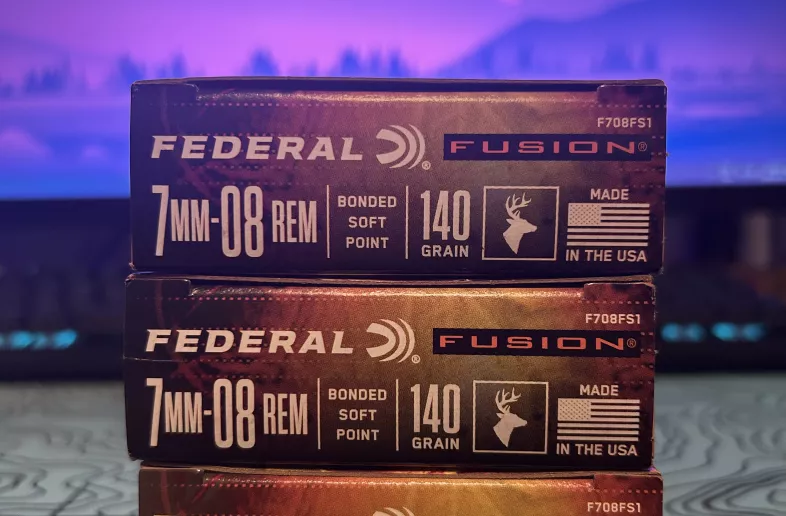 F708FS1
FEDERAL® FUSION®
7MM-08 REM
BONDED
SOFT
POINT
140
GRAIN
MADE
IN THE USA
F708FS1
FEDERAL® FUSION®
7MM-08 REM
BONDED
SOFT
POINT
140
GRAIN
MADE
IN THE USA
F708FS1